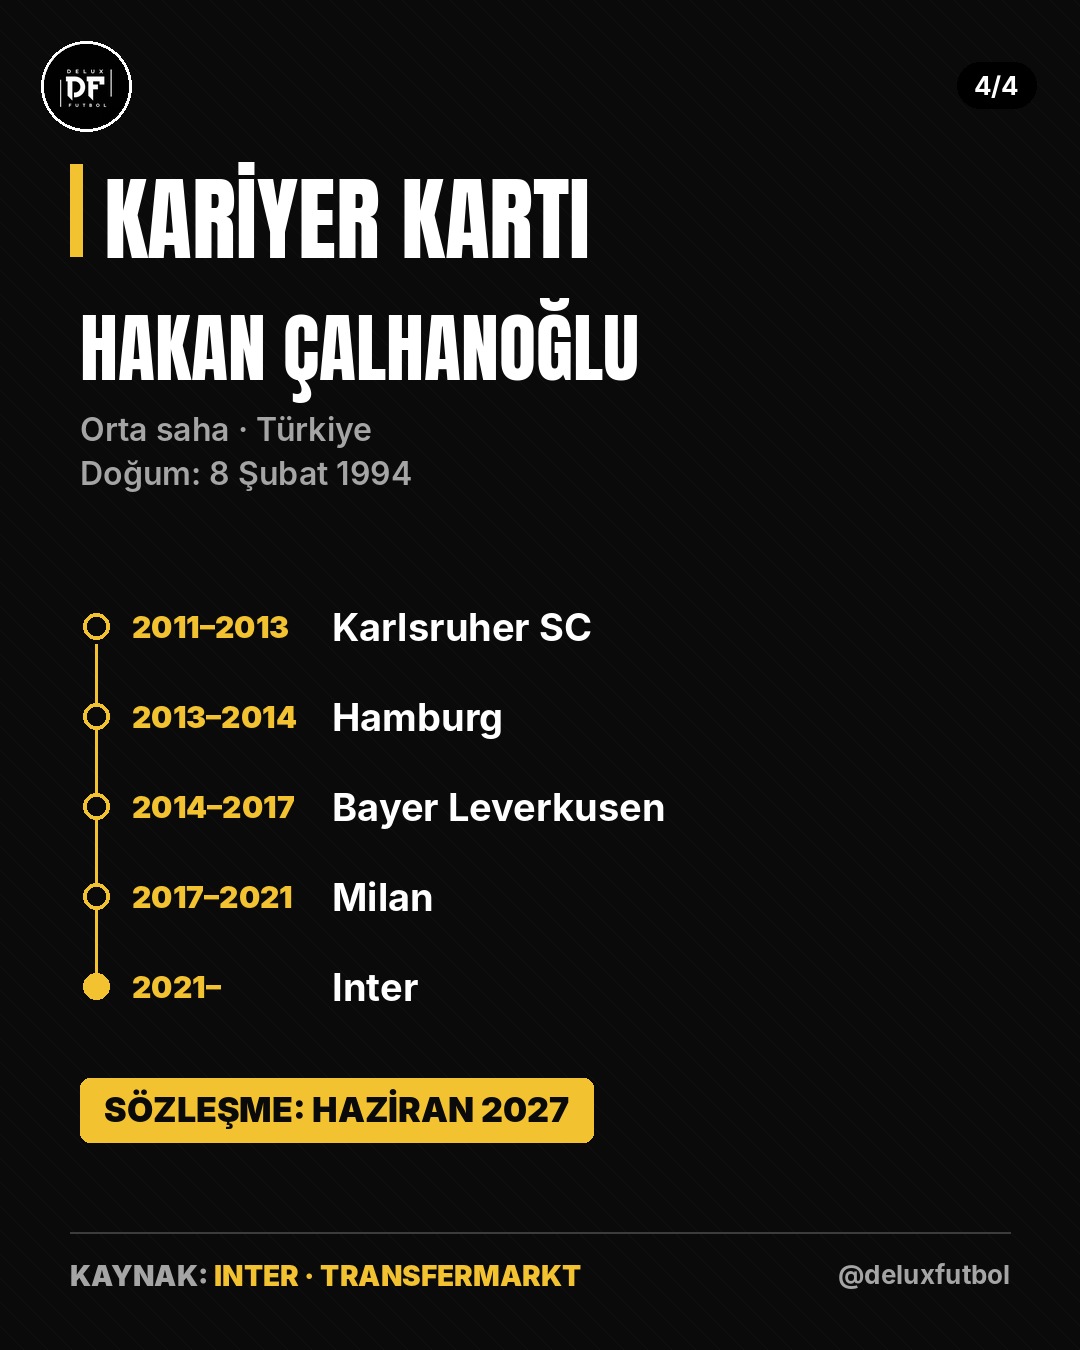 DELUX
DF
FUTBOL
4/4
KARİYER KARTI
HAKAN ÇALHANOĞLU
Orta saha · Türkiye
Doğum: 8 Şubat 1994
2011–2013 Karlsruher SC
2013–2014 Hamburg
2014–2017 Bayer Leverkusen
2017–2021 Milan
2021– Inter
SÖZLEŞME: HAZİRAN 2027
KAYNAK: INTER · TRANSFERMARKT
@deluxfutbol